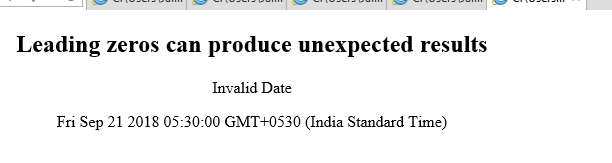 Leading zeros can produce unexpected results
Invalid Date
Fri Sep 21 2018 05:30:00 GMT+0530 (India Standard Time)